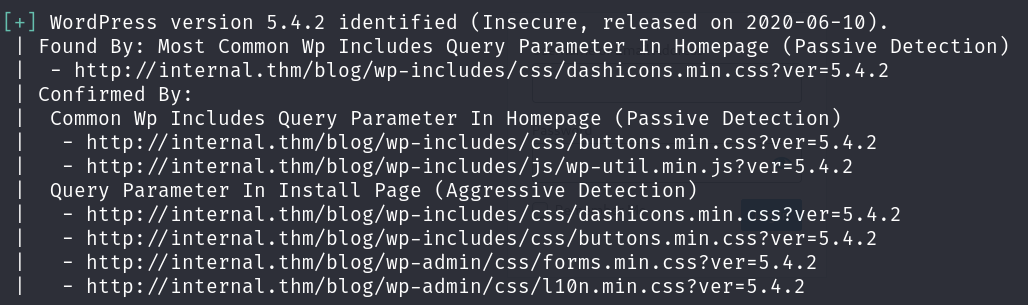 [+] WordPress version 5.4.2 identified (Insecure, released on 2020-06-10).
| Found By: Most Common Wp Includes Query Parameter In Homepage (Passive Detection)
|  - http://internal.thm/blog/wp-includes/css/dashicons.min.css?ver=5.4.2
| Confirmed By:
|  Common Wp Includes Query Parameter In Homepage (Passive Detection)
|   - http://internal.thm/blog/wp-includes/css/buttons.min.css?ver=5.4.2
|   - http://internal.thm/blog/wp-includes/js/wp-util.min.js?ver=5.4.2
|  Query Parameter In Install Page (Aggressive Detection)
|   - http://internal.thm/blog/wp-includes/css/dashicons.min.css?ver=5.4.2
|   - http://internal.thm/blog/wp-includes/css/buttons.min.css?ver=5.4.2
|   - http://internal.thm/blog/wp-admin/css/forms.min.css?ver=5.4.2
|   - http://internal.thm/blog/wp-admin/css/l10n.min.css?ver=5.4.2